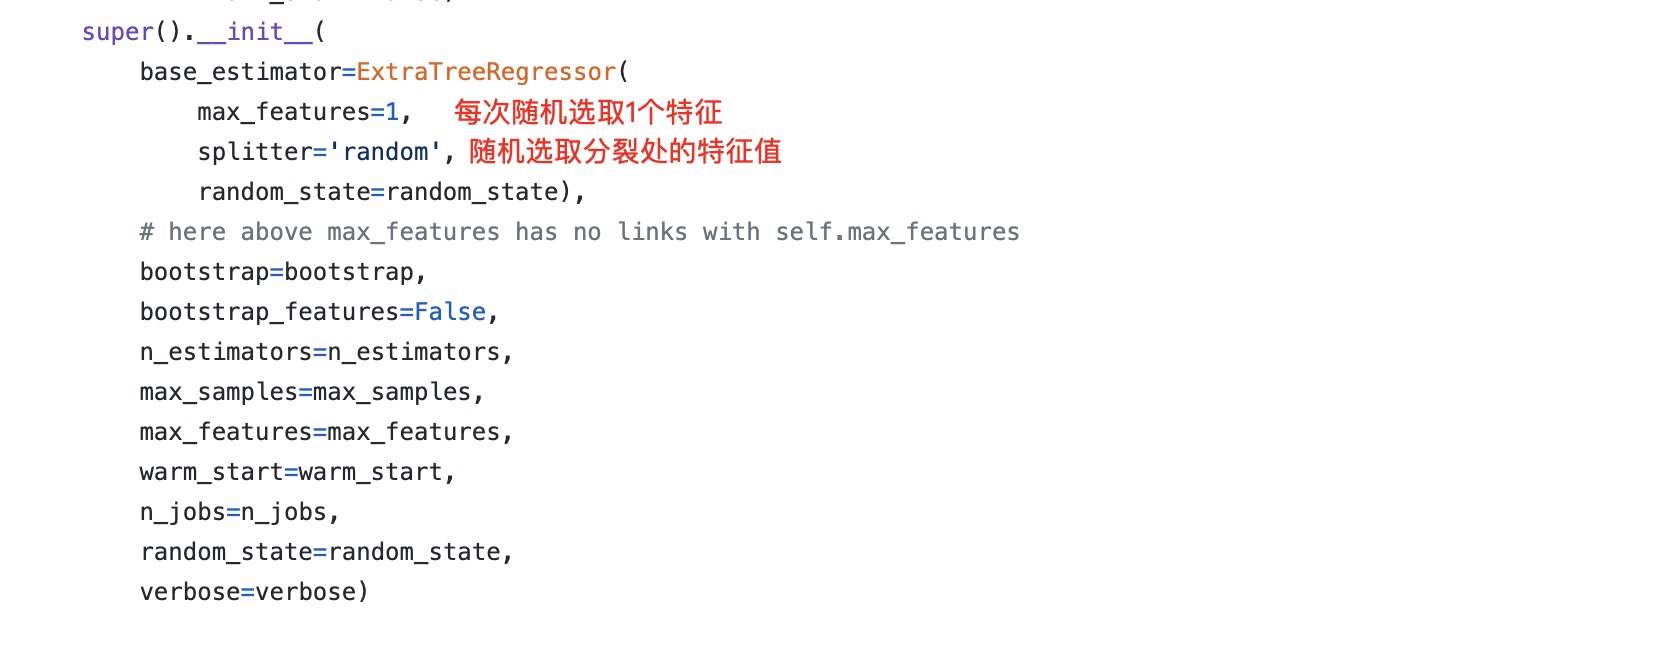 super().__init__(
base_estimator=ExtraTreeRegressor(
max_features=1, 每次随机选取1个特征
splitter='random', 随机选取分裂处的特征值
random_state=random_state),
# here above max_features has no links with self.max_features
bootstrap=bootstrap,
bootstrap_features=False,
n_estimators=n_estimators,
max_samples=max_samples,
max_features=max_features,
warm_start=warm_start,
n_jobs=n_jobs,
random_state=random_state,
verbose=verbose)